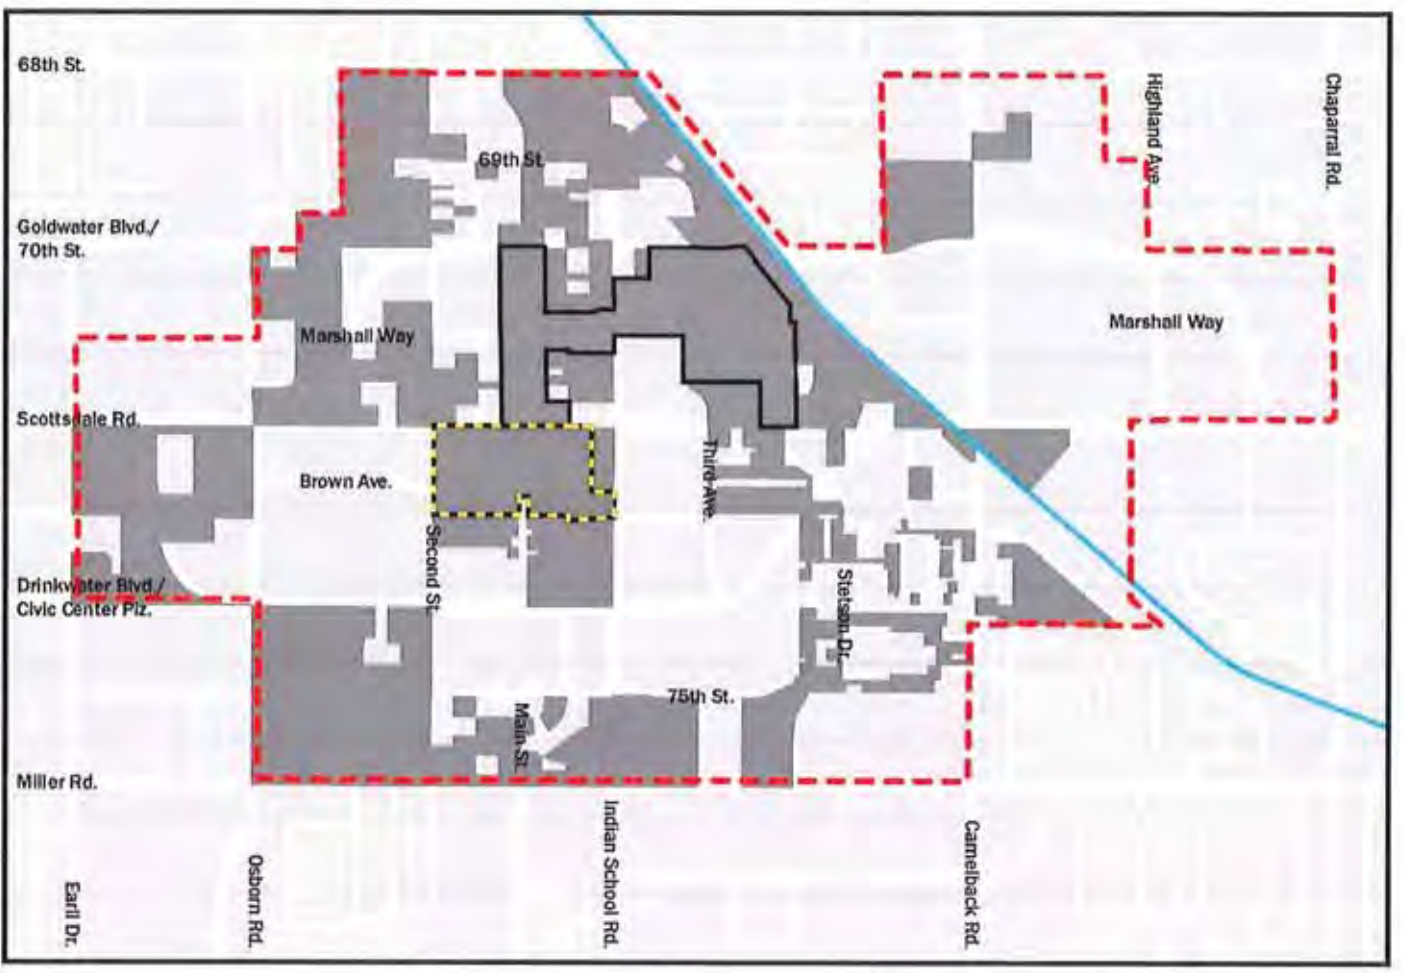 68th St.
Highland Ave.
Chaparral Rd.
69th St.
Goldwater Blvd./
70th St.
Marshall Way
Marshall Way
Scottsdale Rd.
Third Ave.
Brown Ave.
Second St.
Stetson Dr.
Drinkwater Blvd./
Civic Center Plz.
75th St.
Main St.
Miller Rd.
Indian School Rd.
Camelback Rd.
Osborn Rd.
Earll Dr.